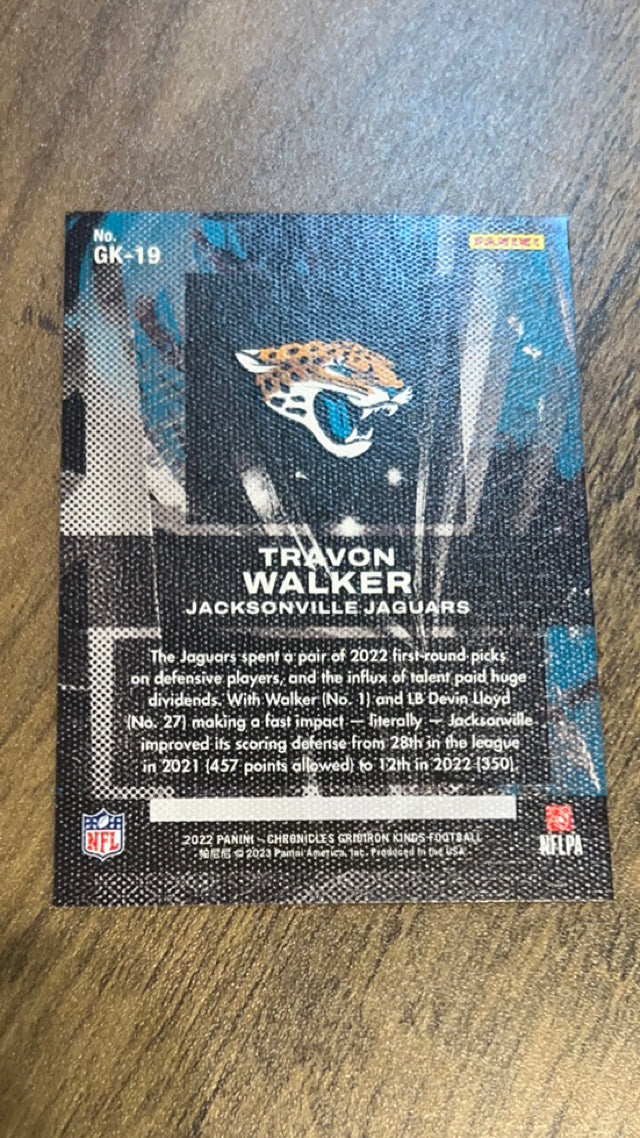 No.
GK-19
PANINI
TRAVON
WALKER
JACKSONVILLE JAGUARS
The Jaguars spent a pair of 2022 first-round picks
on defensive players, and the influx of talent paid huge
dividends. With Walker (No. 1) and LB Devin Lloyd
(No. 27) making a fast impact — literally — Jacksonville
improved its scoring defense from 28th in the league
in 2021 (457 points allowed) to 12th in 2022 (350).
NFL
2022 PANINI – CHRONICLES GRIDIRON KINGS FOOTBALL
帕尼尼 © 2023 Panini America, Inc. Produced in the USA.
NFLPA